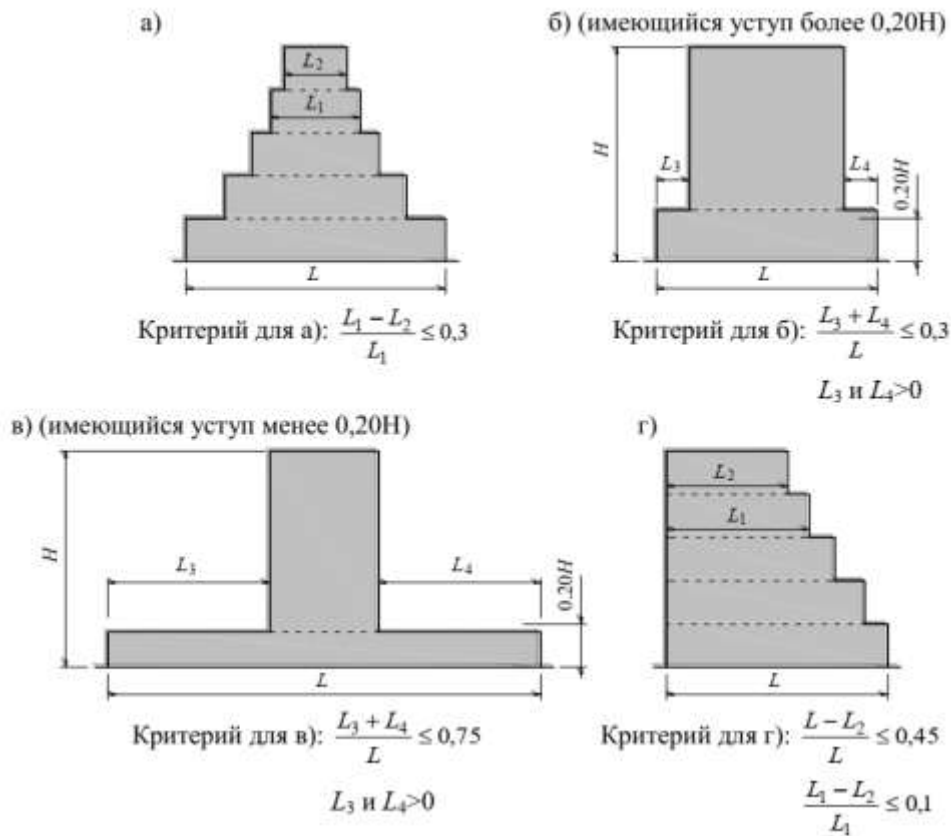 а)
б) (имеющийся уступ более 0,20H)
L₂
L₁
L
H
L₃
L₄
0.20H
L
Критерий для а): (L₁ − L₂)/L₁ ≤ 0,3
Критерий для б): (L₃ + L₄)/L ≤ 0,3
L₃ и L₄>0
в) (имеющийся уступ менее 0,20H)
г)
H
L₃
L₄
0.20H
L
L₂
L₁
L
Критерий для в): (L₃ + L₄)/L ≤ 0,75
L₃ и L₄>0
Критерий для г): (L − L₂)/L ≤ 0,45
(L₁ − L₂)/L₁ ≤ 0,1